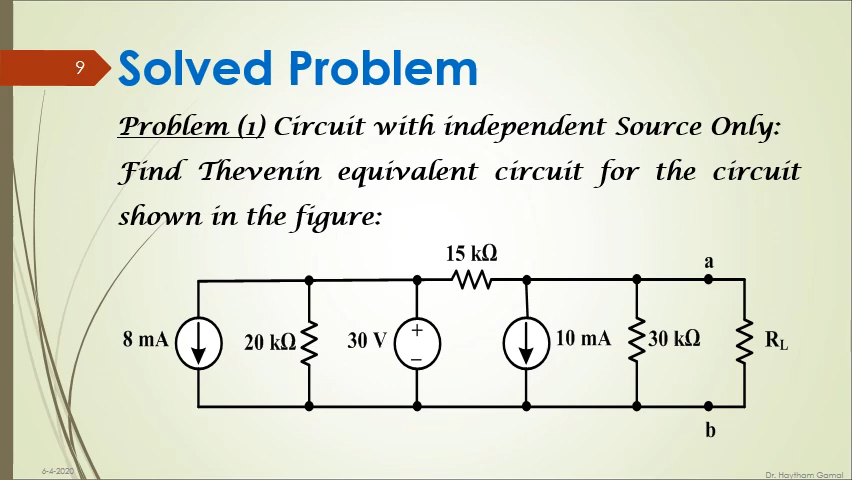 9
Solved Problem
Problem (1) Circuit with independent Source Only:
Find Thevenin equivalent circuit for the circuit
shown in the figure:
15 kΩ
a
8 mA
20 kΩ
30 V
+
−
10 mA
30 kΩ
RL
b
6-4-2020
Dr. Haytham Gamal